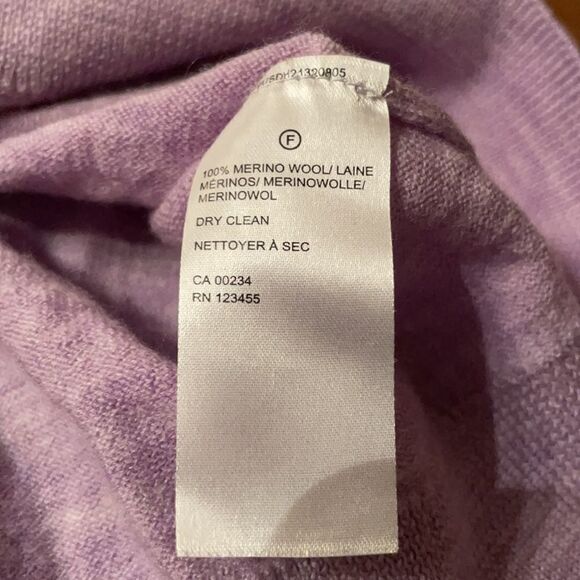 Ⓕ
100% MERINO WOOL/ LAINE
MÉRINOS/ MERINOWOLLE/
MERINOWOL
DRY CLEAN
NETTOYER À SEC
CA 00234
RN 123455